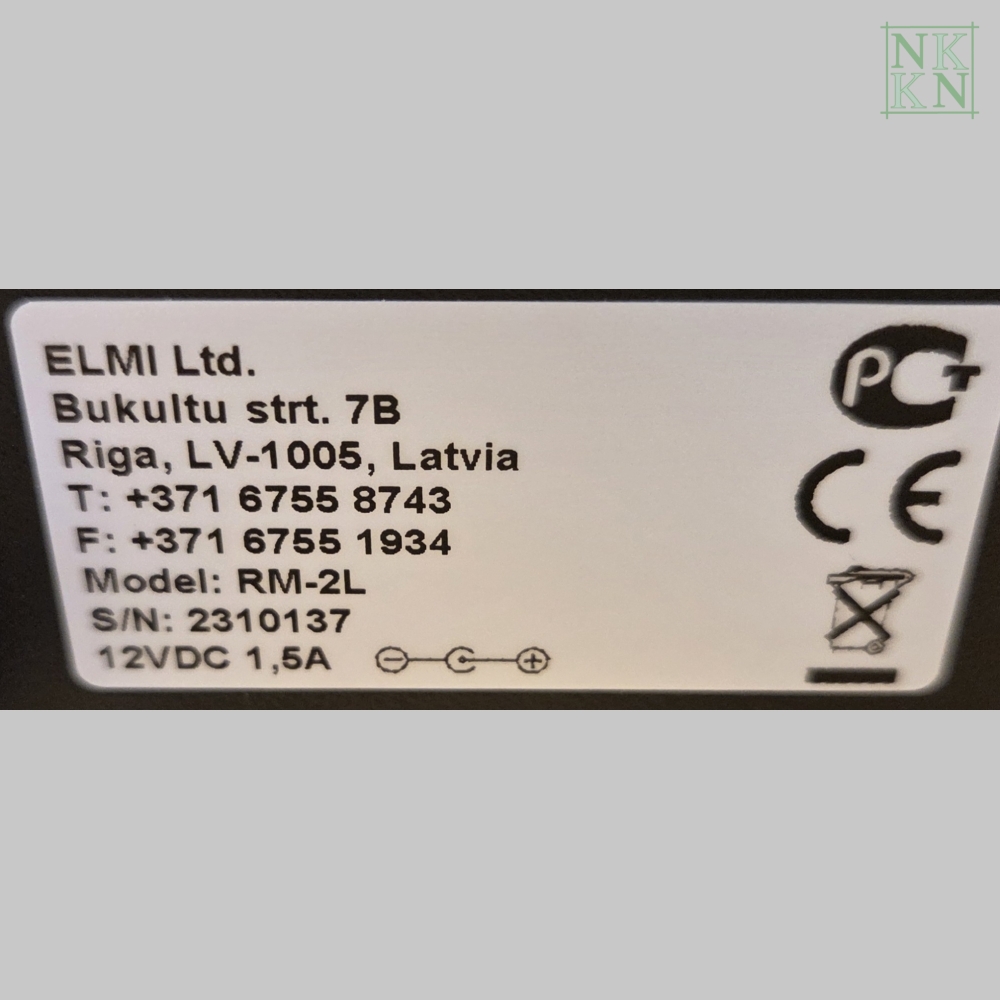 NK
KN
ELMI Ltd.
Bukultu strt. 7B
Riga, LV-1005, Latvia
T: +371 6755 8743
F: +371 6755 1934
Model: RM-2L
S/N: 2310137
12VDC 1,5A
PCT
CE